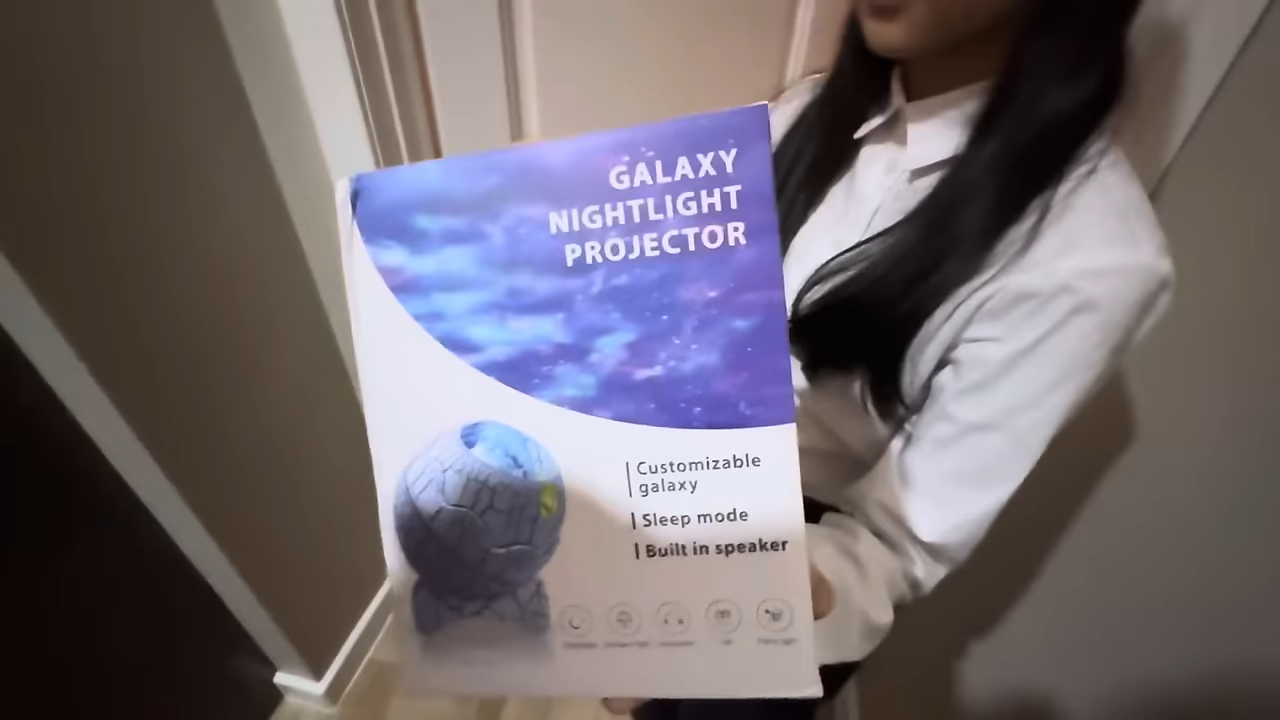 GALAXY
NIGHTLIGHT
PROJECTOR
Customizable
galaxy
Sleep mode
Built in speaker